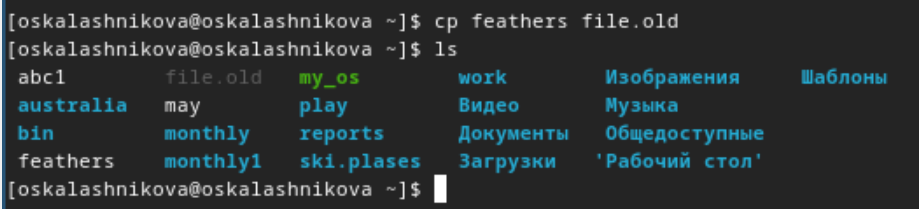 [oskalashnikova@oskalashnikova ~]$ cp feathers file.old
[oskalashnikova@oskalashnikova ~]$ ls
abc1 file.old my_os work Изображения Шаблоны
australia may play Видео Музыка
bin monthly reports Документы Общедоступные
feathers monthly1 ski.plases Загрузки 'Рабочий стол'
[oskalashnikova@oskalashnikova ~]$